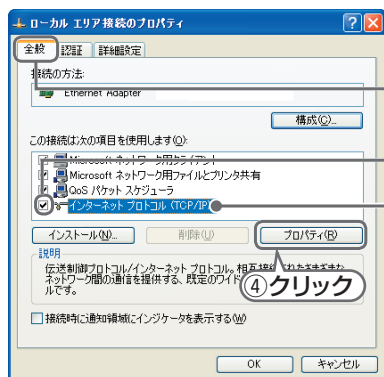 ローカル エリア接続のプロパティ
全般 認証 詳細設定
接続の方法:
Ethernet Adapter
構成(C)...
この接続は次の項目を使用します(O):
Microsoft ネットワーク用クライアント
Microsoft ネットワーク用ファイルとプリンタ共有
QoS パケット スケジューラ
インターネット プロトコル (TCP/IP)
インストール(N)... 削除(U) プロパティ(R)
説明
伝送制御プロトコル/インターネット プロトコル。相互接続されたさまざまな
ネットワーク間の通信を提供する、既定のワイド
ルです。
④クリック
接続時に通知領域にインジケータを表示する(W)
OK キャンセル